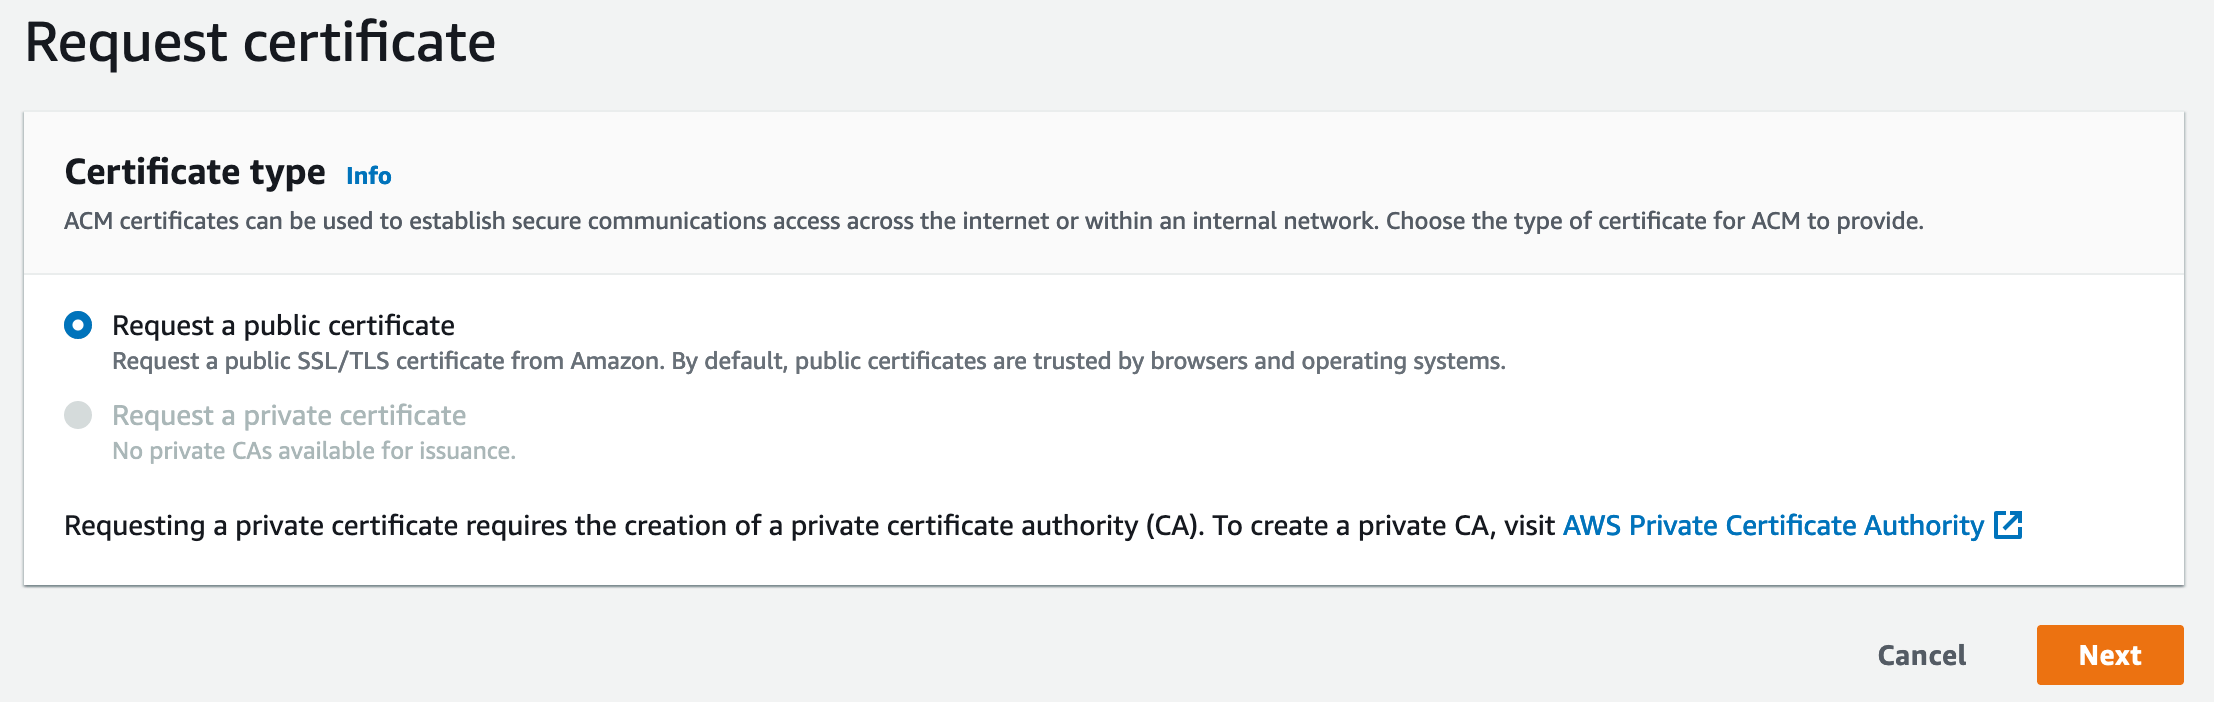 Request certificate
Certificate type Info
ACM certificates can be used to establish secure communications access across the internet or within an internal network. Choose the type of certificate for ACM to provide.
Request a public certificate
Request a public SSL/TLS certificate from Amazon. By default, public certificates are trusted by browsers and operating systems.
Request a private certificate
No private CAs available for issuance.
Requesting a private certificate requires the creation of a private certificate authority (CA). To create a private CA, visit AWS Private Certificate Authority
Cancel Next